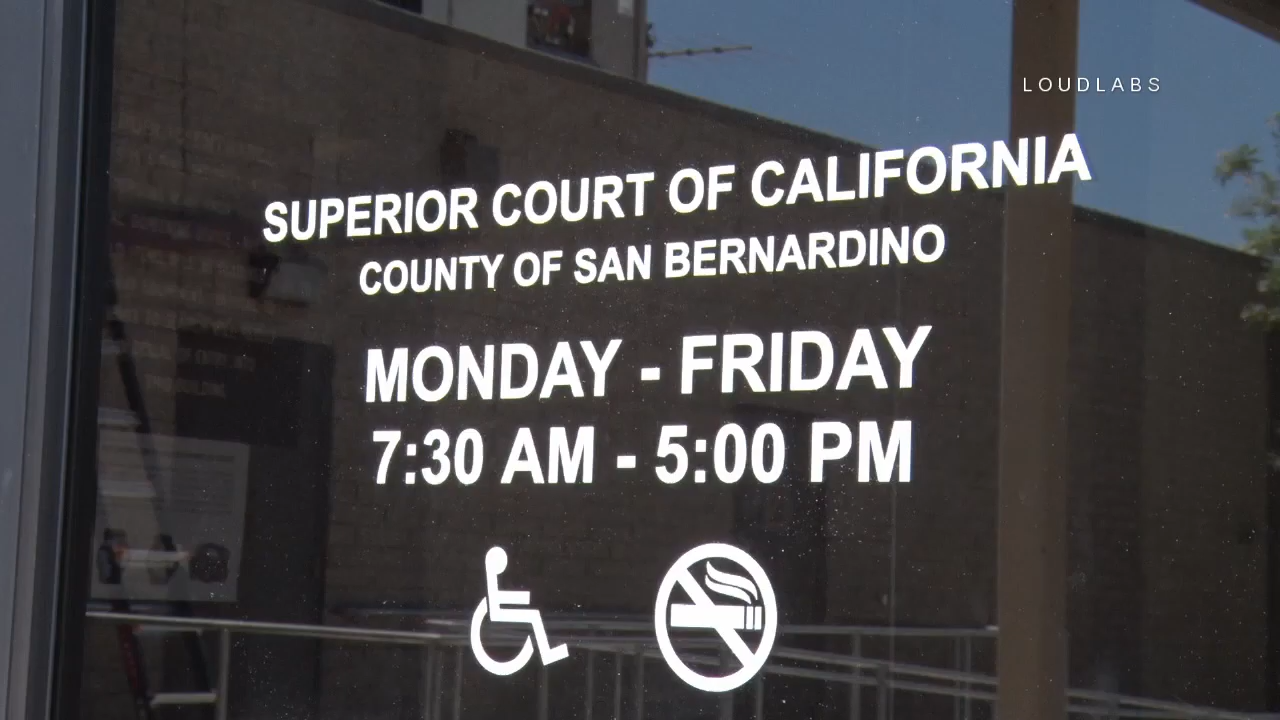 LOUDLABS
SUPERIOR COURT OF CALIFORNIA
COUNTY OF SAN BERNARDINO
MONDAY - FRIDAY
7:30 AM - 5:00 PM